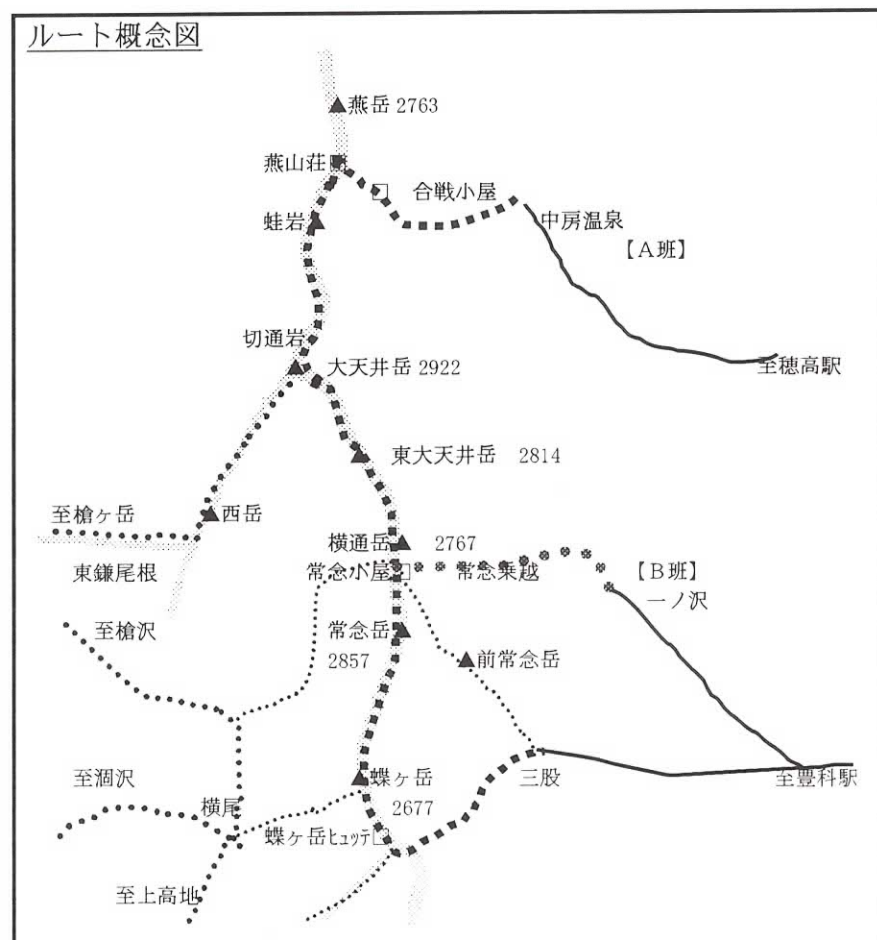 ルート概念図
燕岳 2763
燕山荘
合戦小屋
蛙岩
中房温泉
【A班】
切通岩
大天井岳 2922
至穂高駅
東大天井岳 2814
至槍ヶ岳
西岳
横通岳 2767
東鎌尾根
常念小屋
常念乗越
【B班】
一ノ沢
至槍沢
常念岳
2857
前常念岳
至涸沢
蝶ヶ岳
三股
至豊科駅
横尾
2677
蝶ヶ岳ヒュッテ
至上高地